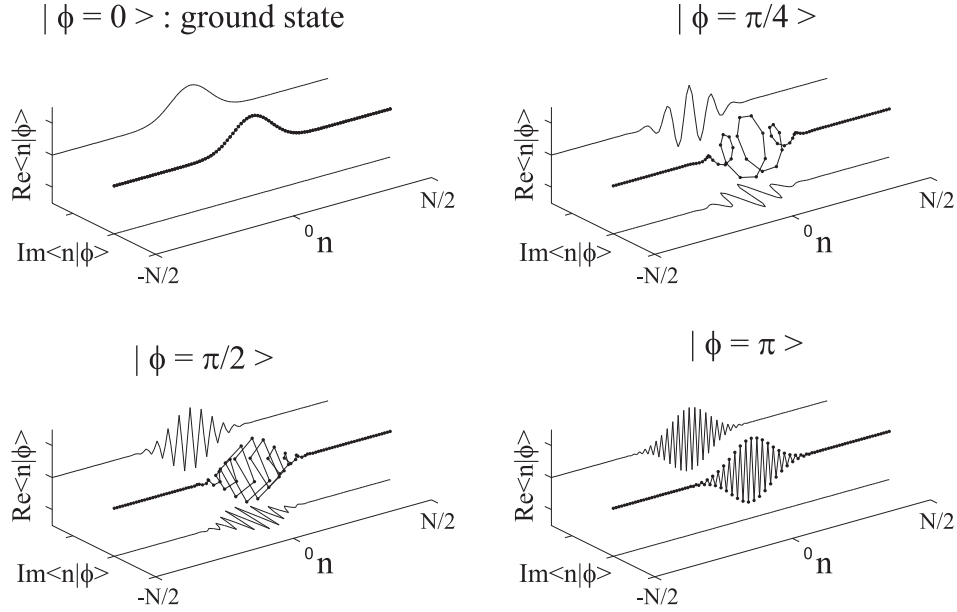 | ϕ = 0 > : ground state
Re<n|ϕ>
Im<n|ϕ>
-N/2
0
n
N/2
| ϕ = π/4 >
Re<n|ϕ>
Im<n|ϕ>
-N/2
0
n
N/2
| ϕ = π/2 >
Re<n|ϕ>
Im<n|ϕ>
-N/2
0
n
N/2
| ϕ = π >
Re<n|ϕ>
Im<n|ϕ>
-N/2
0
n
N/2